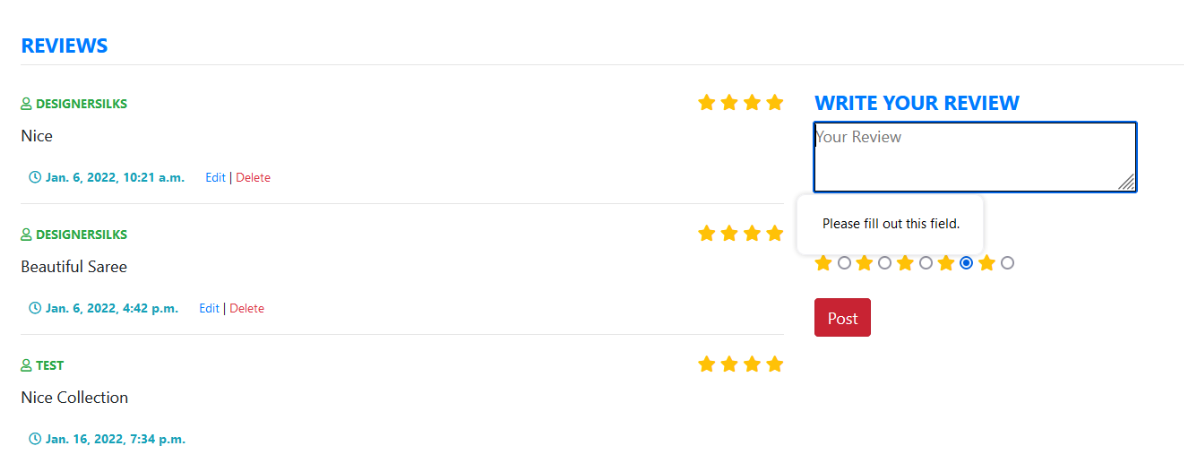 REVIEWS
DESIGNERSILKS
Nice
Jan. 6, 2022, 10:21 a.m. Edit | Delete
DESIGNERSILKS
Beautiful Saree
Jan. 6, 2022, 4:42 p.m. Edit | Delete
TEST
Nice Collection
Jan. 16, 2022, 7:34 p.m.
WRITE YOUR REVIEW
Your Review
Please fill out this field.
Post